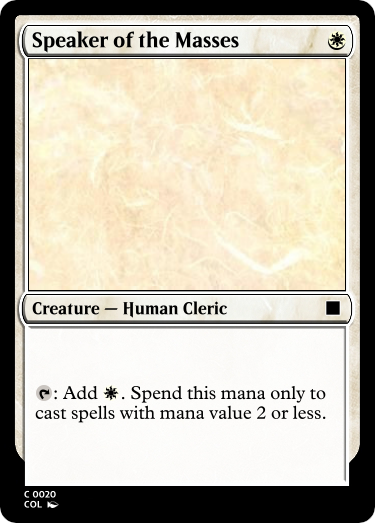 Speaker of the Masses
Creature — Human Cleric
: Add . Spend this mana only to
cast spells with mana value 2 or less.
C 0020
COL